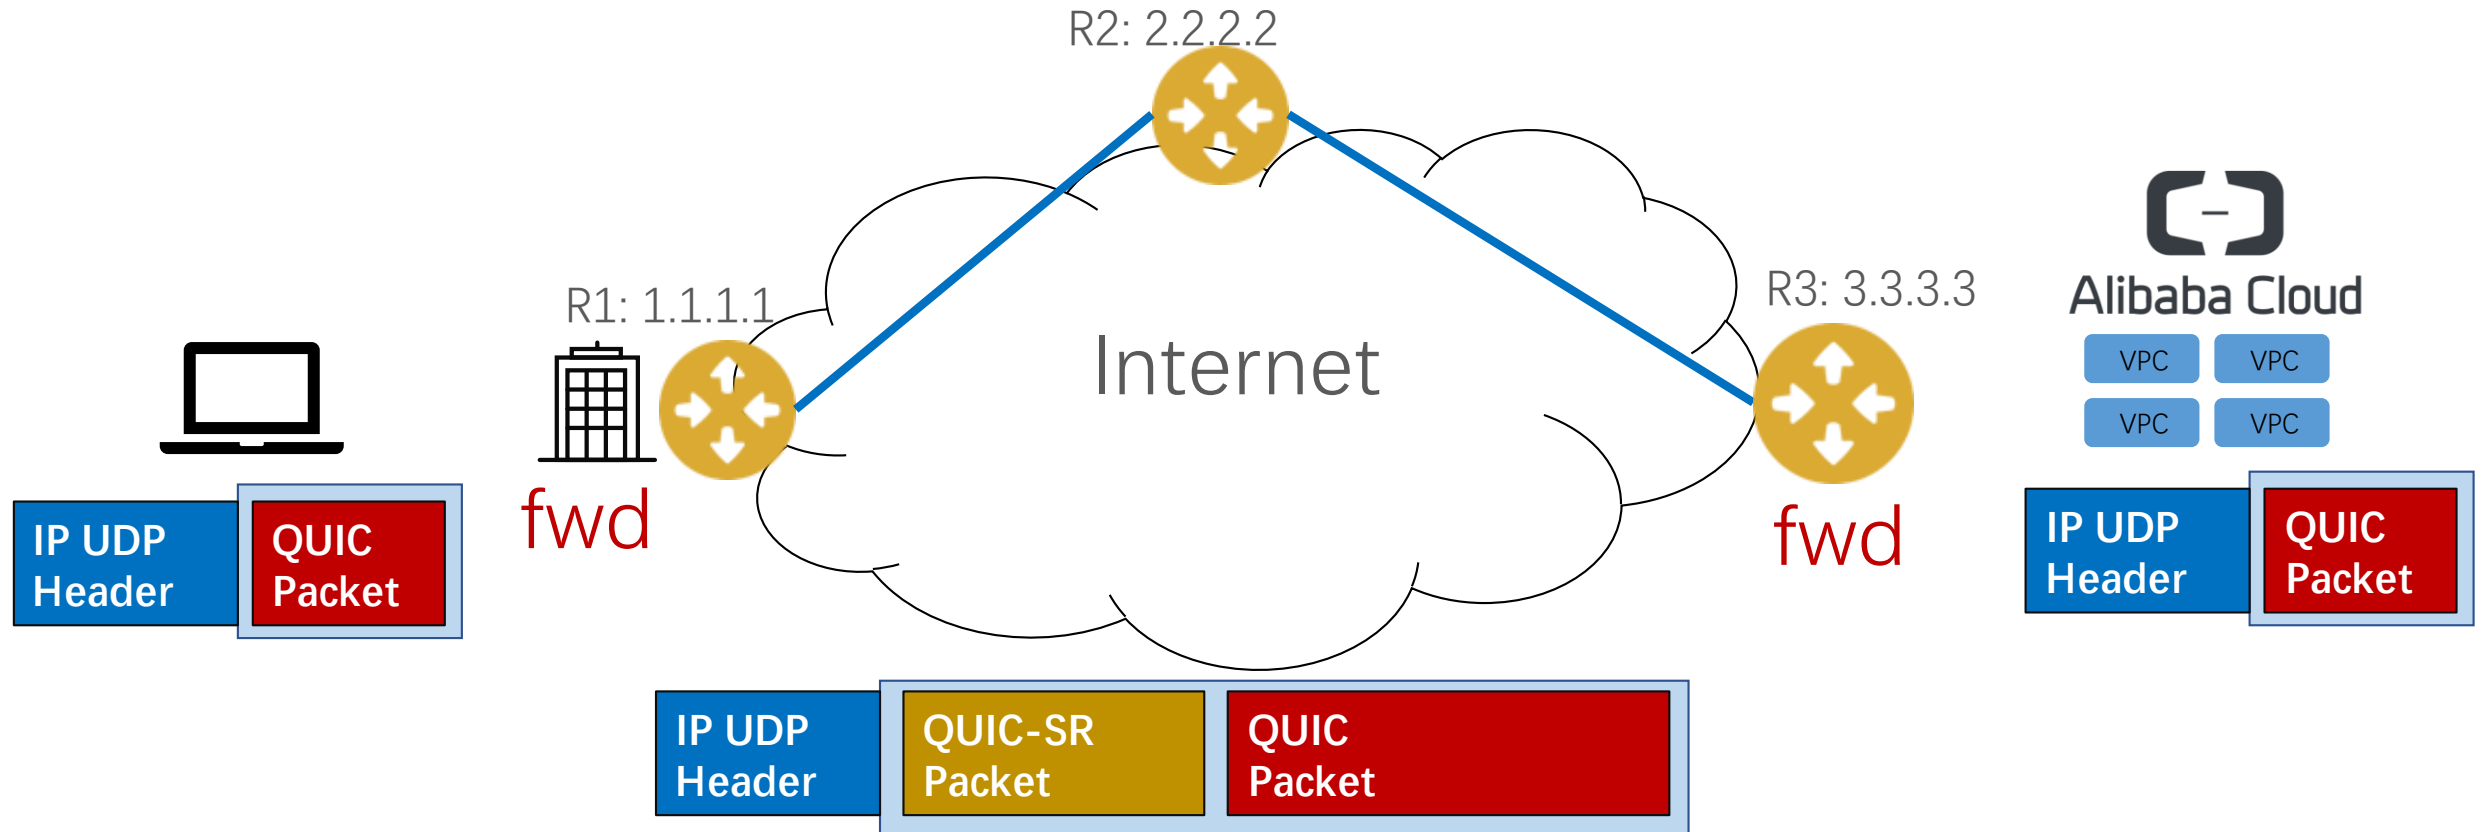 R2: 2.2.2.2
R1: 1.1.1.1
R3: 3.3.3.3
Internet
Alibaba Cloud
VPC
VPC
VPC
VPC
fwd
fwd
IP UDP
Header
QUIC
Packet
IP UDP
Header
QUIC
Packet
IP UDP
Header
QUIC-SR
Packet
QUIC
Packet